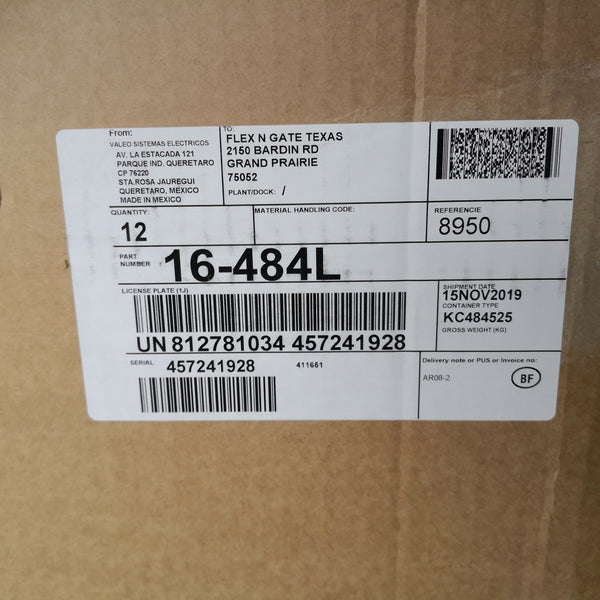 From:
VALEO SISTEMAS ELECTRICOS
AV. LA ESTACADA 121
PARQUE IND. QUERETARO
CP 76220
STA.ROSA JAUREGUI
QUERETARO, MEXICO
MADE IN MEXICO
TO:
FLEX N GATE TEXAS
2150 BARDIN RD
GRAND PRAIRIE
75052
PLANT/DOCK: /
QUANTITY:
12
MATERIAL HANDLING CODE:
REFERENCIE
8950
PART
NUMBER
16-484L
LICENSE PLATE (1J)
UN 812781034 457241928
SHIPMENT DATE
15NOV2019
CONTAINER TYPE
KC484525
GROSS WEIGHT (KG)
SERIAL
457241928
411651
Delivery note or PUS or Invoice no:
AR08-2
BF